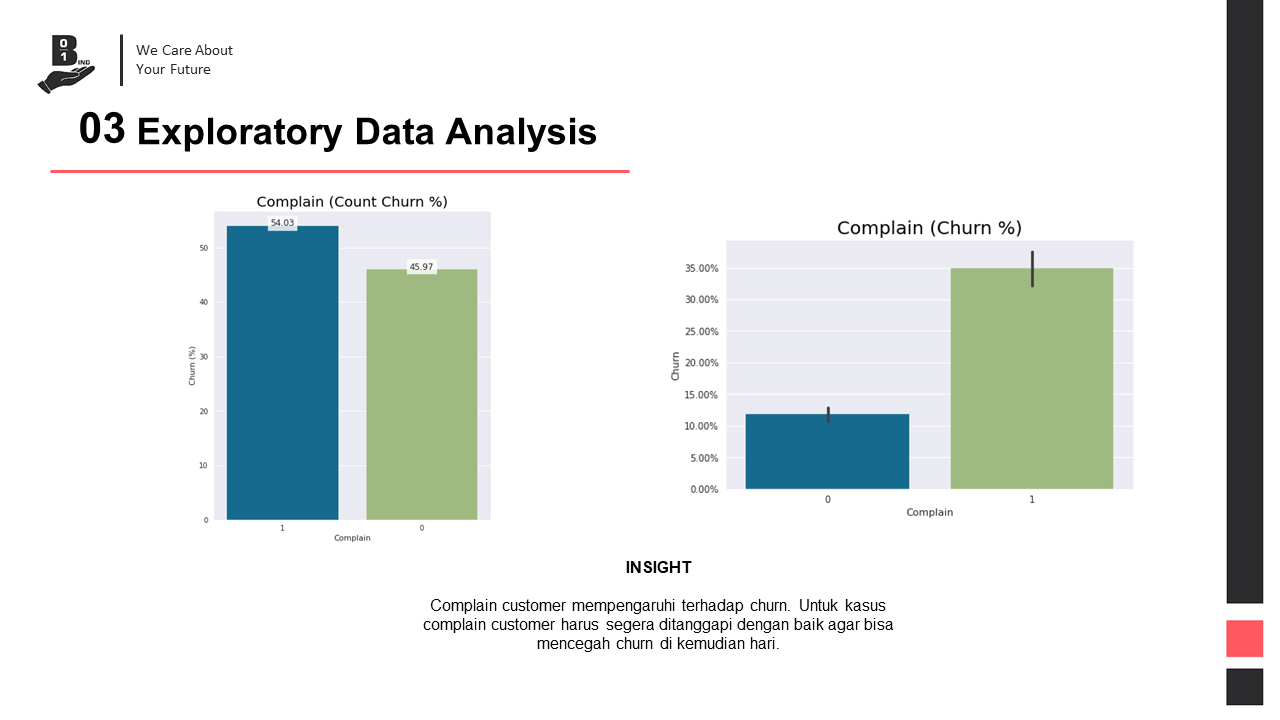 B
0
1
IND
We Care About
Your Future
03 Exploratory Data Analysis
Complain (Count Churn %)
54.03
45.97
50
40
30
20
10
0
Churn (%)
1
0
Complain
Complain (Churn %)
35.00%
30.00%
25.00%
20.00%
15.00%
10.00%
5.00%
0.00%
Churn
0
1
Complain
INSIGHT
Complain customer mempengaruhi terhadap churn. Untuk kasus
complain customer harus segera ditanggapi dengan baik agar bisa
mencegah churn di kemudian hari.